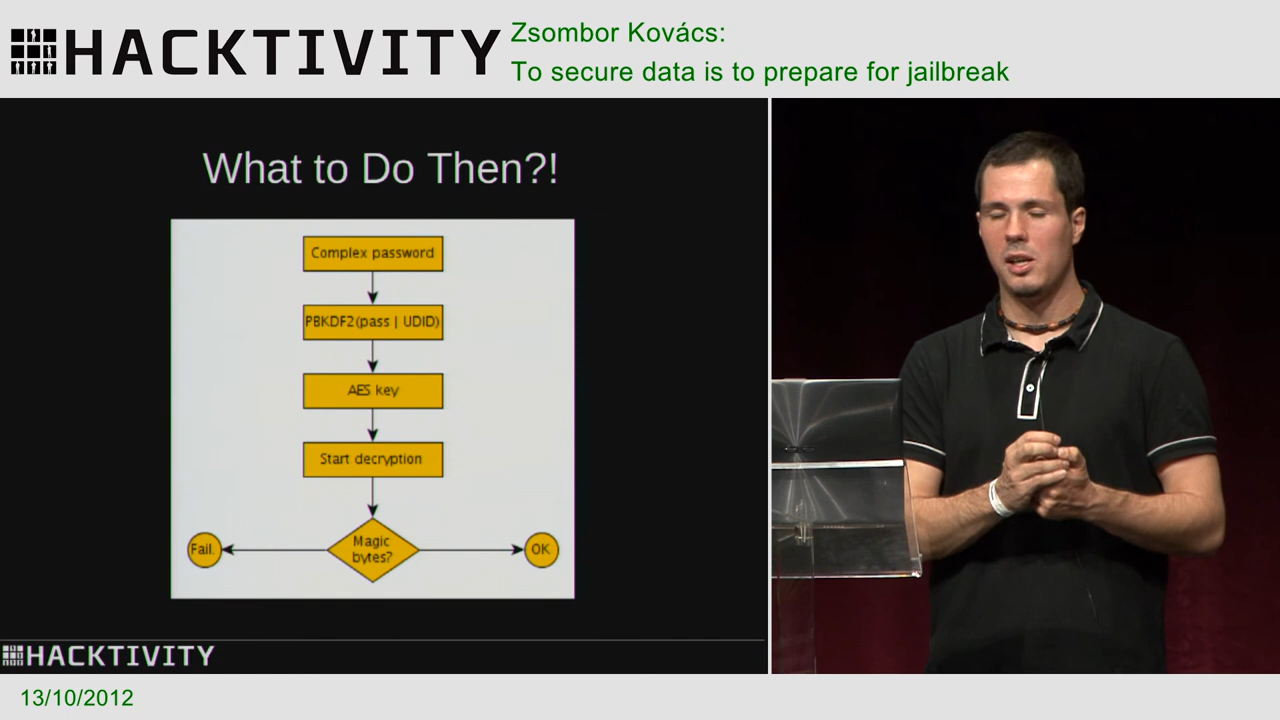 HACKTIVITY
Zsombor Kovács:
To secure data is to prepare for jailbreak
What to Do Then?!
Complex password
PBKDF2(pass | UDID)
AES key
Start decryption
Magic
bytes?
Fail.
OK
HACKTIVITY
13/10/2012